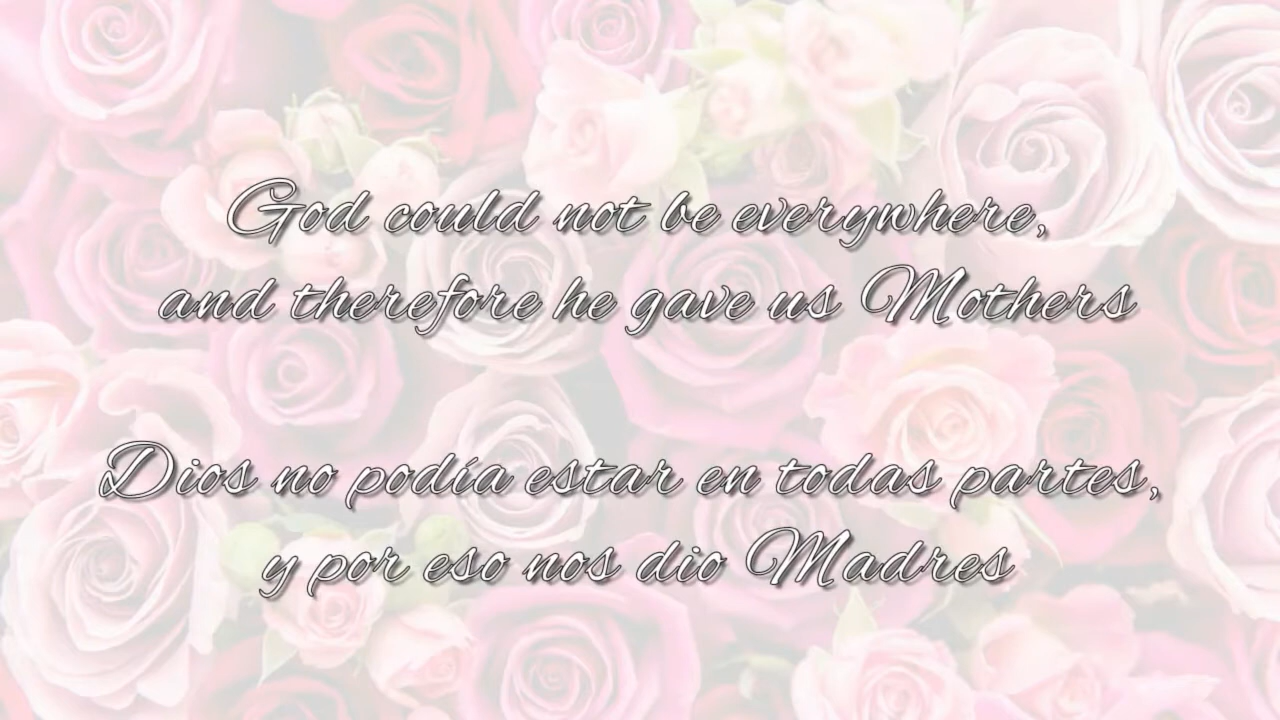 God could not be everywhere,
and therefore he gave us Mothers
Dios no podía estar en todas partes,
y por eso nos dio Madres